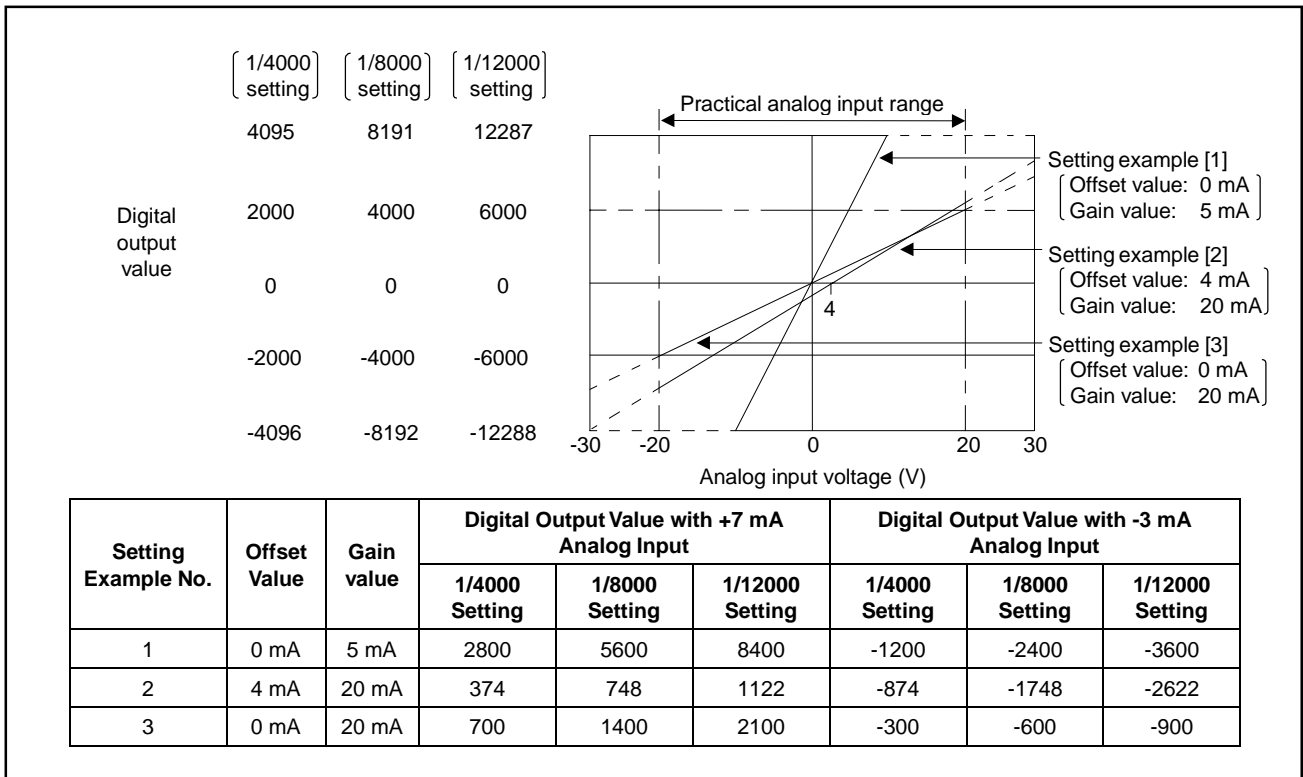 1/4000 setting
1/8000 setting
1/12000 setting
4095 8191 12287
Digital output value
2000 4000 6000
0 0 0
-2000 -4000 -6000
-4096 -8192 -12288
Practical analog input range
Setting example [1]
Offset value: 0 mA
Gain value: 5 mA
Setting example [2]
Offset value: 4 mA
Gain value: 20 mA
4
Setting example [3]
Offset value: 0 mA
Gain value: 20 mA
-30 -20 0 20 30
Analog input voltage (V)
Setting Example No. Offset Value Gain value Digital Output Value with +7 mA Analog Input Digital Output Value with -3 mA Analog Input
1/4000 Setting 1/8000 Setting 1/12000 Setting 1/4000 Setting 1/8000 Setting 1/12000 Setting
1 0 mA 5 mA 2800 5600 8400 -1200 -2400 -3600
2 4 mA 20 mA 374 748 1122 -874 -1748 -2622
3 0 mA 20 mA 700 1400 2100 -300 -600 -900